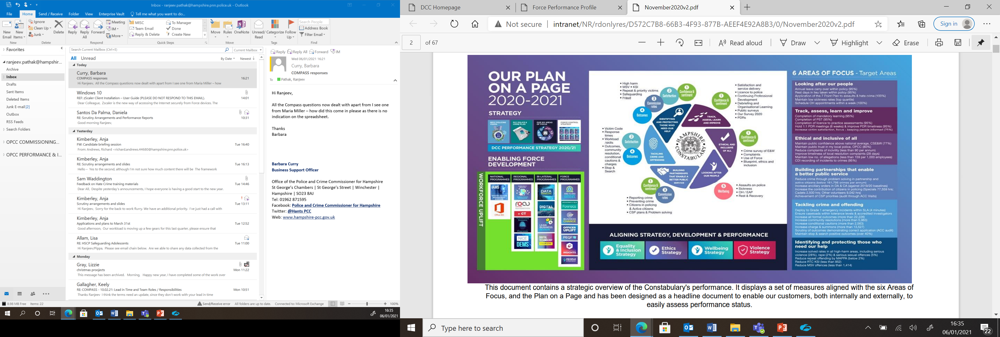 Inbox - ranjeev.pathak@hampshire.pnn.police.uk - Outlook
File Home Send / Receive Folder View Enterprise Vault Tell me what you want to do...
New Email New Items Ignore Clean Up Junk Delete Reply Reply All Forward Meeting IM More
MISC To Manager
Team Email Done
Reply & Delete Create New
Move Rules OneNote Unread/ Read Categorize Follow Up Search People
Address Book
Filter Email
New Delete Respond Quick Steps Move Tags Find
Favorites
ranjeev.pathak@hampshir...
Archive
Inbox
Drafts
Sent Items
Deleted Items
Junk E-mail [2]
Outbox
RSS Feeds
Search Folders
OPCC COMMISSIONING...
OPCC PERFORMANCE & I...
Search Current Mailbox (Ctrl+E) Current Mailbox
All Unread By Date Newest
Today
Curry, Barbara
COMPASS responses 16:21
Hi Ranjeev, All the Compass questions now dealt with apart from I see one from Maria Miller – how
Windows 10
REF: zScaler Client Installation – User Guide (PLEASE DO NOT RESPOND TO THIS EMAIL). 14:01
Dear Colleague, Zscaler is the new way of accessing the Internet securely from Force devices. The
Santos Da Palma, Daniela
RE: Scrutiny Arrangements and Performance Reports 10:31
Good morning Ranjeev,
Yesterday
Kimberley, Anja
FW: Candidate briefing session Tue 16:40
From: Andrews, Richard <richard.andrews.44680@hampshire.pnn.police.uk>
Kimberley, Anja
RE: Scrutiny arrangements and slides Tue 16:13
Hello – Yes to the second, although I'm not sure how much content there will be The framework
Sam Waddington
Feedback on Hate Crime training materials Tue 14:46
Dear All, Despite yesterday's announcements, I hope everyone is having a good start to the new year.
Kimberley, Anja
Scrutiny arrangements and slides Tue 13:11
Hi Ranjeev, Sorry for the back-to work flurry. We have an additional priority. I've just had a call with
Kimberley, Anja
Applications and plans to March 31st Tue 12:52
Good afternoon, Our workload is moving up a few gears for this last quarter, please ensure that
Allam, Lisa
RE: HSCP Safeguarding Adolescents Tue 11:00
Hi Ranjeev/Pippa, Please see email chain below. Are we able to share any data collected from the
Monday
Gray, Lizzie
christmas proojects Mon 11:22
This message has been archived. Morning, Happy new year, I have completed some of the work over
Gallagher, Keely
RE: COMPASS - 10.02.21: Lead in Time and Team Roles / Responsibilities Mon 10:51
Thanks Ranjeev I think the terms need an update, since they don't work with your lead in time
Reply Reply All Forward IM
Wed 06/01/2021 16:21
Curry, Barbara
COMPASS responses
To Pathak, Ranjeev
Hi Ranjeev,
All the Compass questions now dealt with apart from I see one
from Maria Miller – how did this come in please as there is no
indication on the spreadsheet.
Thanks
Barbara
Barbara Curry
Business Support Officer
Office of the Police and Crime Commissioner for Hampshire
St George's Chambers | St George's Street | Winchester |
Hampshire | SO23 8AJ
Tel: 01962 871595
Facebook: Police and Crime Commissioner for Hampshire
Twitter: @Hants PCC
Web: www.hampshire-pcc.gov.uk
8.98 MB Free Items: 22 Send/Receive error All folders are up to date. Connected to: Microsoft Exchange 100%
16:35
06/01/2021
DCC Homepage Force Performance Profile November2020v2.pdf
Not secure | intranet/NR/rdonlyres/D572C7B8-66B3-4F93-877B-AEEF4E92A8B3/0/November2020v2.pdf Sign in
2 of 67 Read aloud Draw Highlight Erase
OUR PLAN
ON A PAGE
2020-2021
STRATEGY
NPCC POLICING VISION
PCC POLICE & CRIME PLAN
OUR SIX AREAS OF FOCUS
FORCE CONTROL STRATEGY
DCC PERFORMANCE STRATEGY 2020/21
ENABLING FORCE
DEVELOPMENT
WORKFORCE UPLIFT
NATIONAL PROGRAMMES
REGIONAL PROGRAMMES
BI-LATERAL PROGRAMMES
FORCE PROGRAMMES
IAMS
Office 365
ROCU
+ CT
NICE
DEMS
DATA
DIGITAL
LEAN BUSINESS REVIEW
DIGITAL TECHNOLOGY
Forensics
BUSINESS CHANGE
OFFICER UPLIFT
PEQF
INSIGHTS
PEOPLE STRATEGY
• High harm
• MSV • KSI
• Repeat & priority victims
• Safeguarding
• Fraud
• Satisfaction and service delivery
• Licence to police
• Continuing Professional Development
• Debriefing and Organisational Learning
• Public surveys
• Our Survey 2020
• PDRs
• Victim Code
• Response times
• Workload /skills
• Outcomes, community resolution, conditional cautions & charges
• Stop & Search
• Crime survey of E&W
• Complaints
• Use of Force
• Blueprint, ethics and inclusion
• Assaults on police
• Sickness
• OH / EAP
• Rest & Recovery
• Reporting crime
• Preventing crime
• Citizens in policing & Active citizens
• CSP plans & Problem solving
1 Confidence & sentiment
2 Satisfaction
3 Commission rates
4 Outcomes
1 Confidence & sentiment
1 Confidence & sentiment
2 Satisfaction
4 Outcomes
1 Confidence & sentiment
3 Commission rates
5 Wellbeing
IDENTIFYING AND PROTECTING THOSE WHO NEED OUR HELP
TRACK, ASSESS, LEARN AND IMPROVE
ETHICAL AND INCLUSIVE OF ALL
LOOKING AFTER OUR PEOPLE
BUILDING PARTNERSHIPS THAT ENABLE A BETTER PUBLIC SERVICE
TACKLING CRIME AND OFFENDING
HAMPSHIRE CONSTABULARY
ALIGNING STRATEGY, DEVELOPMENT & PERFORMANCE
Equality & Inclusion Strategy
Ethics Strategy
Wellbeing Strategy
Violence Strategy
6 AREAS OF FOCUS - Target Areas
Looking after our people
Annual leave carry over within policy (95%)
Rest days in lieu taken within policy (95%)
Application of the 7 Point Plan to assaults & hate crime (100%)
Maintain low sickness rates (top quartile)
Schedule OH appointments within a week (100%)
Track, assess, learn and improve
Completion of mandatory learning (95%)
Completion of PST (95%)
Completion of licence to practice assessments (95%)
Hold 1:1 PDR meetings (6 weeks) & improve PDR timeliness (95%)
Increase victim satisfaction, focus - keeping people informed (75%)
Ethical and inclusive of all
Maintain public confidence above national average, CSE&W (77%)
Maintain public trust in my local police, OPCC (80%)
Reduce complaints of incivility (less than 90 per annum)
Improve timeliness of local resolution complaints (28 days)
Maintain low no. of allegations (less than 159 per 1,000 employees)
CDI recording of incidents to crimes (95%)
Building partnerships that enable
a better public service
Reduce crime through problem solving in partnership and
active citizens (below 161,795 crimes per annum)
Increase ancillary orders in DA & CA (against 2019/20 baselines)
Increase the contribution of citizens in policing (Specials 77,559 hrs;
Cadets 2,500 hrs; Other volunteers 9,042 hrs)
Achievement of CSP priorities (audit through ACC Visits)
Tackling crime and offending
Deploy to Grade 1 emergency incidents within SLA (4 minutes)
Ensure caseloads within tolerance levels & accredited investigators
Increase all formal outcomes (more than 22,226)
Increase community resolutions (more than 5,963)
Increase conditional cautions (more than 2,563)
Increase charge & summons (more than 13,527)
Scrutiny of outcomes demonstrating correct application (ACC audit)
Maintain stop & search positive outcomes (over 40%)
Identifying and protecting those who
need our help
Increase solved rates in all high-harm areas, including serious
violence (28%), rape (2%) & serious sexual offences (5%)
Reduce repeat offending by MAPPA (below 2%)
Reduce RTC KSI (less than 852)
Reduce MSV offences (less than 1,414)
This document contains a strategic overview of the Constabulary's performance. It displays a set of measures aligned with the six Areas of
Focus, and the Plan on a Page and has been designed as a headline document to enable our customers, both internally and externally, to
easily assess performance status.
Type here to search
16:35
06/01/2021
22